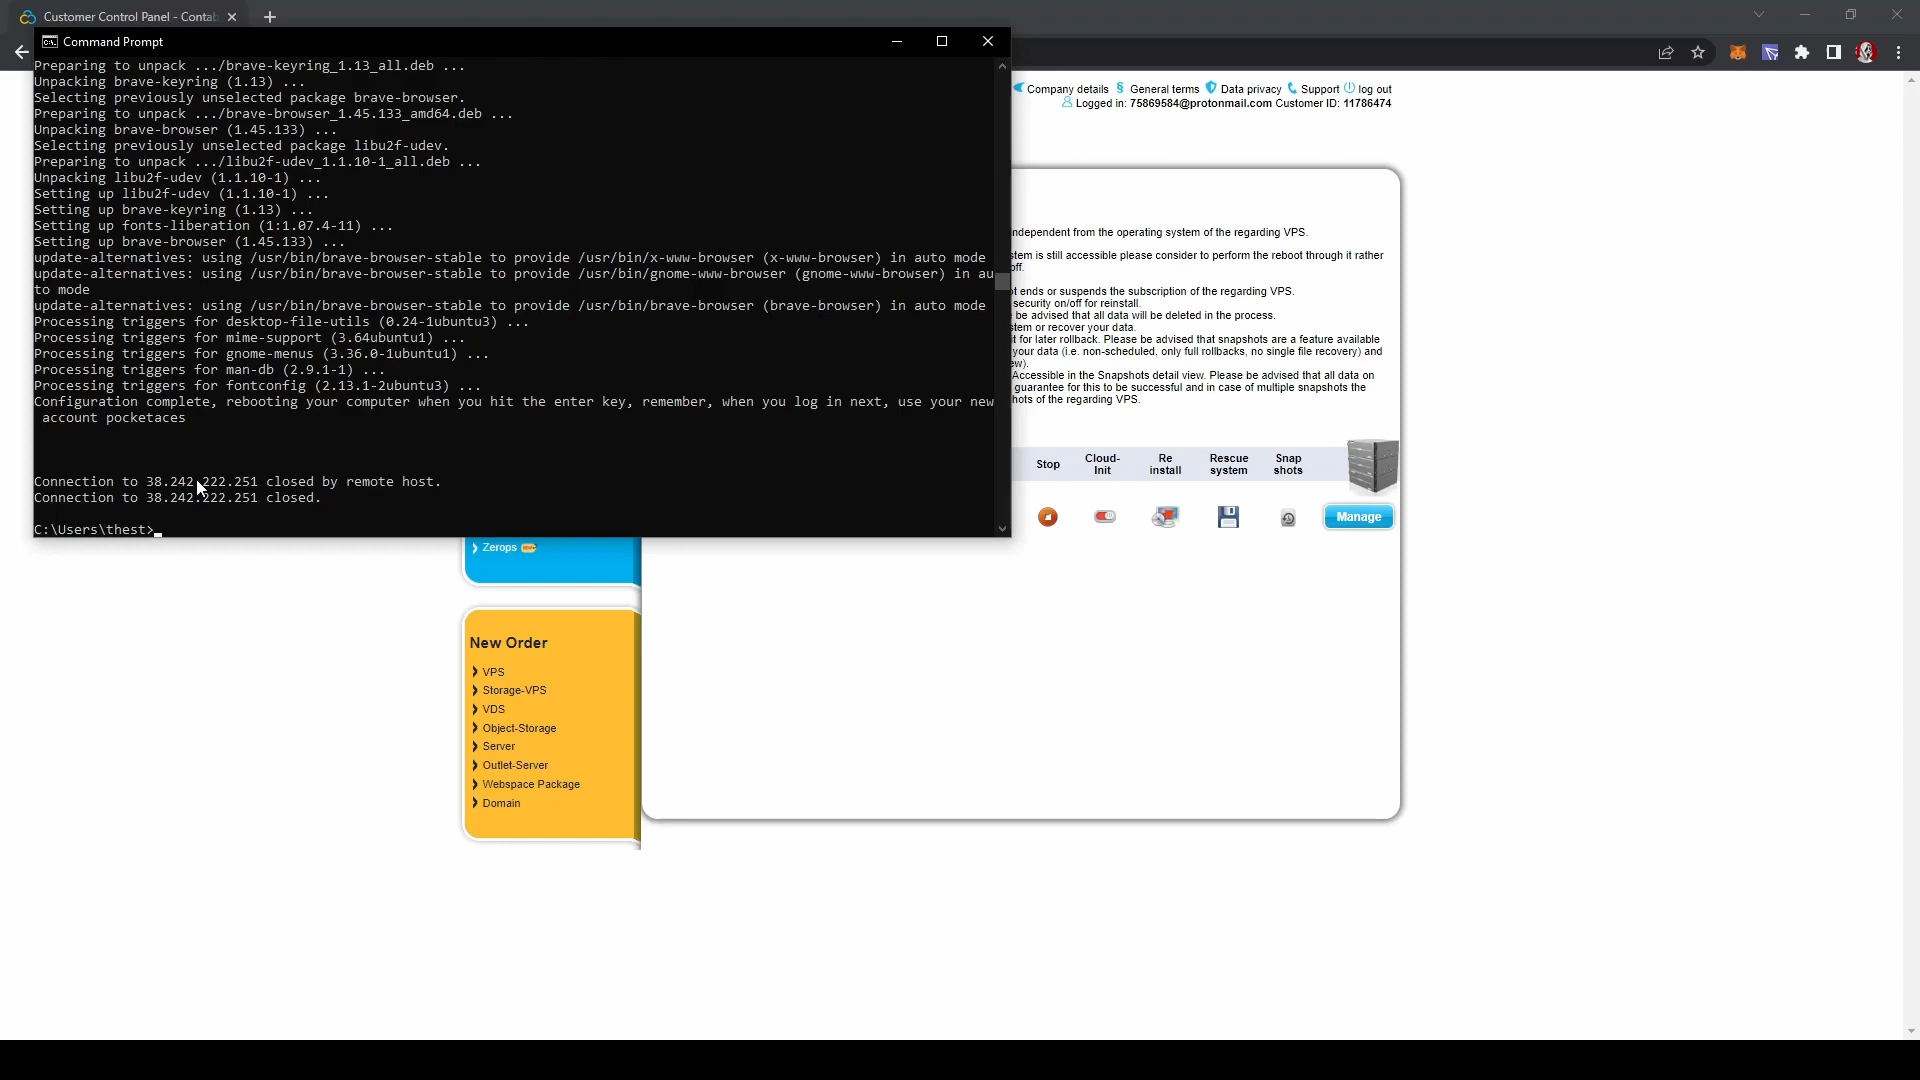 Customer Control Panel - Contab
Command Prompt
Preparing to unpack .../brave-keyring_1.13_all.deb ...
Unpacking brave-keyring (1.13) ...
Selecting previously unselected package brave-browser.
Preparing to unpack .../brave-browser_1.45.133_amd64.deb ...
Unpacking brave-browser (1.45.133) ...
Selecting previously unselected package libu2f-udev.
Preparing to unpack .../libu2f-udev_1.1.10-1_all.deb ...
Unpacking libu2f-udev (1.1.10-1) ...
Setting up libu2f-udev (1.1.10-1) ...
Setting up brave-keyring (1.13) ...
Setting up fonts-liberation (1:1.07.4-11) ...
Setting up brave-browser (1.45.133) ...
update-alternatives: using /usr/bin/brave-browser-stable to provide /usr/bin/x-www-browser (x-www-browser) in auto mode
update-alternatives: using /usr/bin/brave-browser-stable to provide /usr/bin/gnome-www-browser (gnome-www-browser) in au
to mode
update-alternatives: using /usr/bin/brave-browser-stable to provide /usr/bin/brave-browser (brave-browser) in auto mode
Processing triggers for desktop-file-utils (0.24-1ubuntu3) ...
Processing triggers for mime-support (3.64ubuntu1) ...
Processing triggers for gnome-menus (3.36.0-1ubuntu1) ...
Processing triggers for man-db (2.9.1-1) ...
Processing triggers for fontconfig (2.13.1-2ubuntu3) ...
Configuration complete, rebooting your computer when you hit the enter key, remember, when you log in next, use your new
account pocketaces
Connection to 38.242.222.251 closed by remote host.
Connection to 38.242.222.251 closed.
C:\Users\thest>
Company details § General terms Data privacy Support log out
Logged in: 75869584@protonmail.com Customer ID: 11786474
ndependent from the operating system of the regarding VPS.
stem is still accessible please consider to perform the reboot through it rather
off.
ot ends or suspends the subscription of the regarding VPS.
security on/off for reinstall.
be advised that all data will be deleted in the process.
stem or recover your data.
it for later rollback. Please be advised that snapshots are a feature available
your data (i.e. non-scheduled, only full rollbacks, no single file recovery) and
ew).
Accessible in the Snapshots detail view. Please be advised that all data on
guarantee for this to be successful and in case of multiple snapshots the
hots of the regarding VPS.
Stop
Cloud-
Init
Re
install
Rescue
system
Snap
shots
Manage
Zerops
New Order
VPS
Storage-VPS
VDS
Object-Storage
Server
Outlet-Server
Webspace Package
Domain